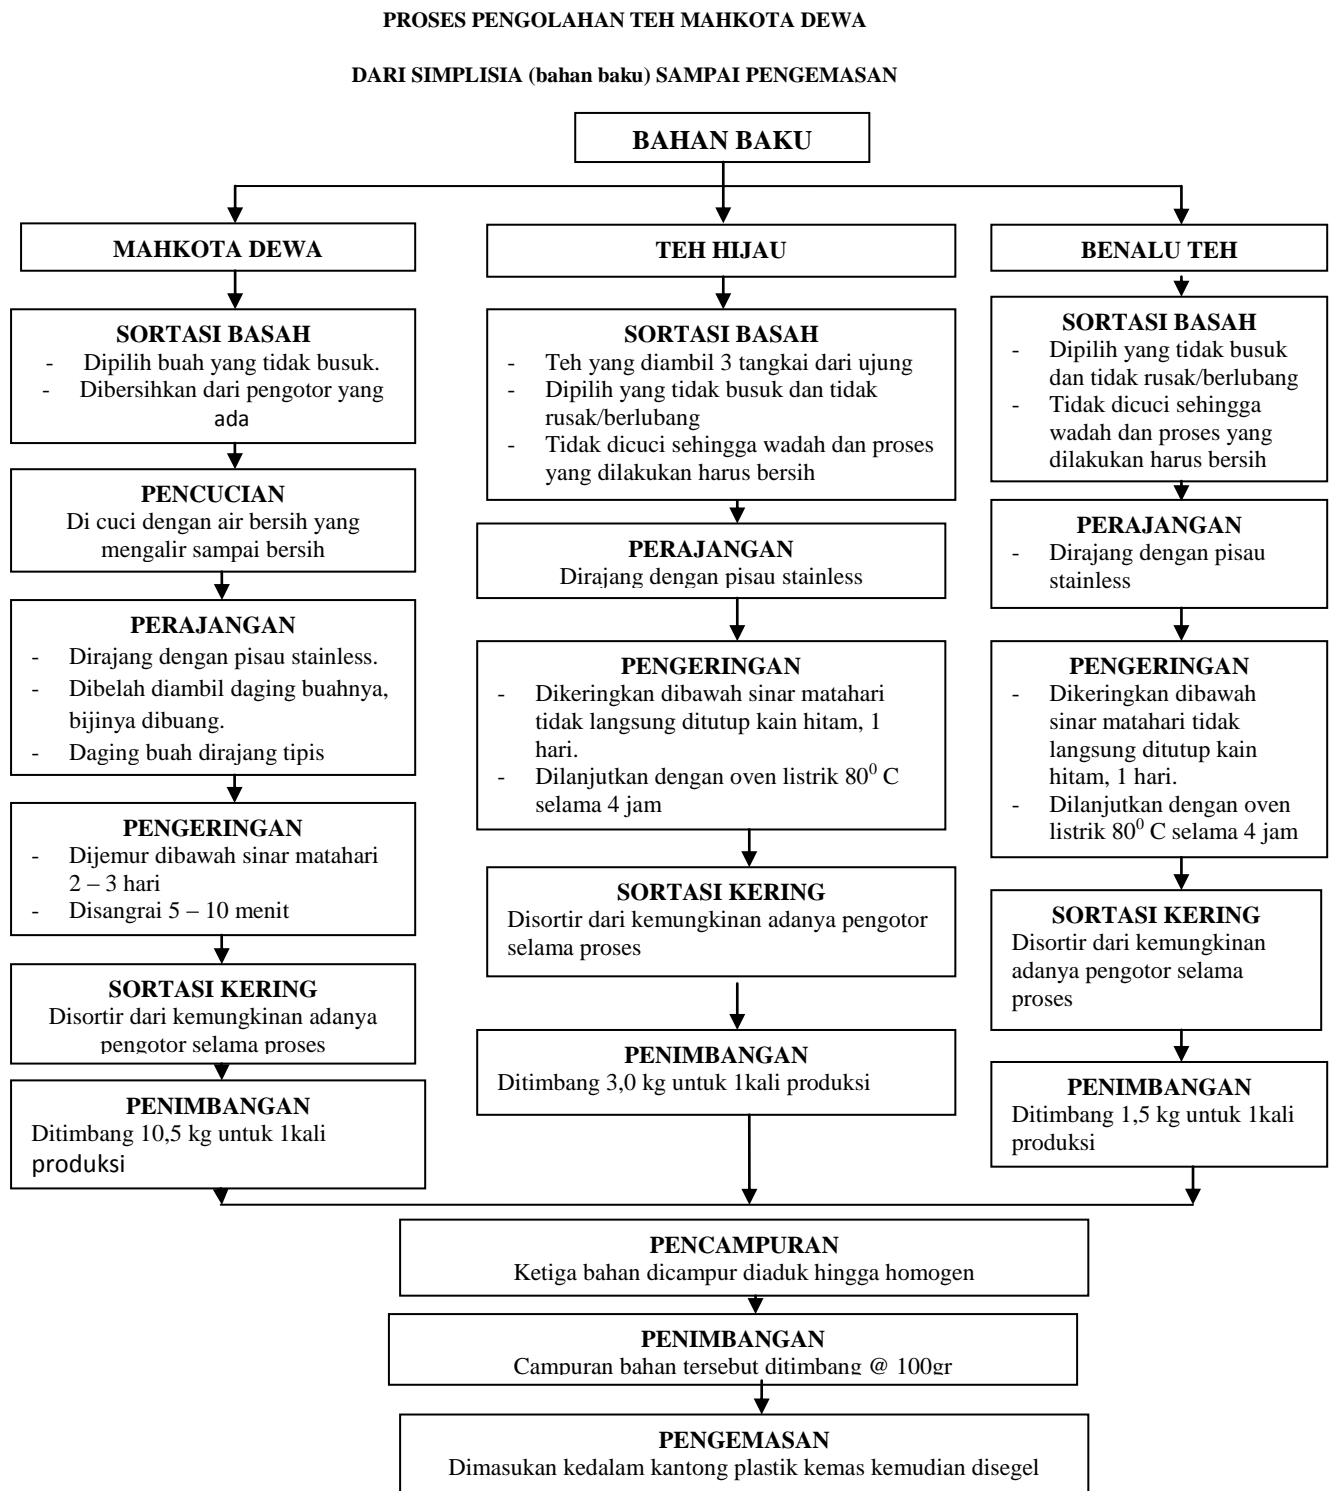 PROSES PENGOLAHAN TEH MAHKOTA DEWA
DARI SIMPLISIA (bahan baku) SAMPAI PENGEMASAN
BAHAN BAKU
MAHKOTA DEWA
SORTASI BASAH
- Dipilih buah yang tidak busuk.
- Dibersihkan dari pengotor yang
ada
PENCUCIAN
Di cuci dengan air bersih yang
mengalir sampai bersih
PERAJANGAN
- Dirajang dengan pisau stainless.
- Dibelah diambil daging buahnya,
bijinya dibuang.
- Daging buah dirajang tipis
PENGERINGAN
- Dijemur dibawah sinar matahari
2 – 3 hari
- Disangrai 5 – 10 menit
SORTASI KERING
Disortir dari kemungkinan adanya
pengotor selama proses
PENIMBANGAN
Ditimbang 10,5 kg untuk 1kali
produksi
TEH HIJAU
SORTASI BASAH
- Teh yang diambil 3 tangkai dari ujung
- Dipilih yang tidak busuk dan tidak
rusak/berlubang
- Tidak dicuci sehingga wadah dan proses
yang dilakukan harus bersih
PERAJANGAN
Dirajang dengan pisau stainless
PENGERINGAN
- Dikeringkan dibawah sinar matahari
tidak langsung ditutup kain hitam, 1
hari.
- Dilanjutkan dengan oven listrik 80⁰ C
selama 4 jam
SORTASI KERING
Disortir dari kemungkinan adanya pengotor
selama proses
PENIMBANGAN
Ditimbang 3,0 kg untuk 1kali produksi
BENALU TEH
SORTASI BASAH
- Dipilih yang tidak busuk
dan tidak rusak/berlubang
- Tidak dicuci sehingga
wadah dan proses yang
dilakukan harus bersih
PERAJANGAN
- Dirajang dengan pisau
stainless
PENGERINGAN
- Dikeringkan dibawah
sinar matahari tidak
langsung ditutup kain
hitam, 1 hari.
- Dilanjutkan dengan oven
listrik 80⁰ C selama 4 jam
SORTASI KERING
Disortir dari kemungkinan
adanya pengotor selama
proses
PENIMBANGAN
Ditimbang 1,5 kg untuk 1kali
produksi
PENCAMPURAN
Ketiga bahan dicampur diaduk hingga homogen
PENIMBANGAN
Campuran bahan tersebut ditimbang @ 100gr
PENGEMASAN
Dimasukan kedalam kantong plastik kemas kemudian disegel